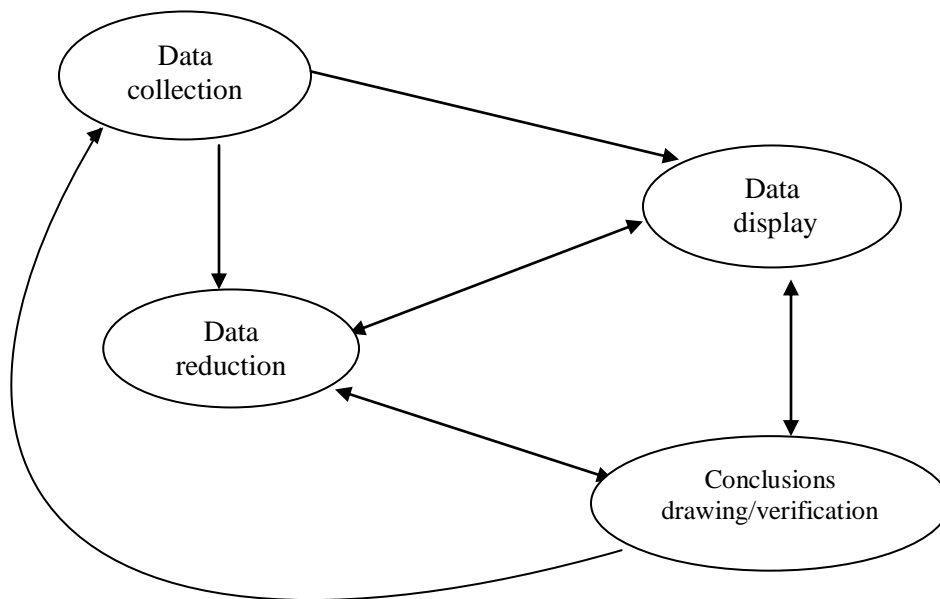 Data
collection
Data
display
Data
reduction
Conclusions
drawing/verification